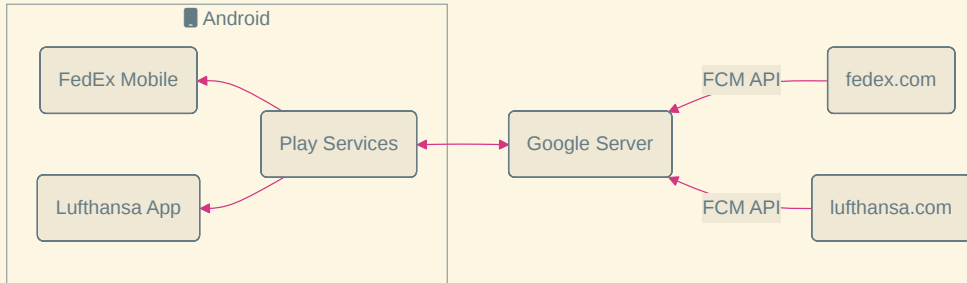 Android
FedEx Mobile
Play Services
Lufthansa App
Google Server
FCM API
fedex.com
FCM API
lufthansa.com